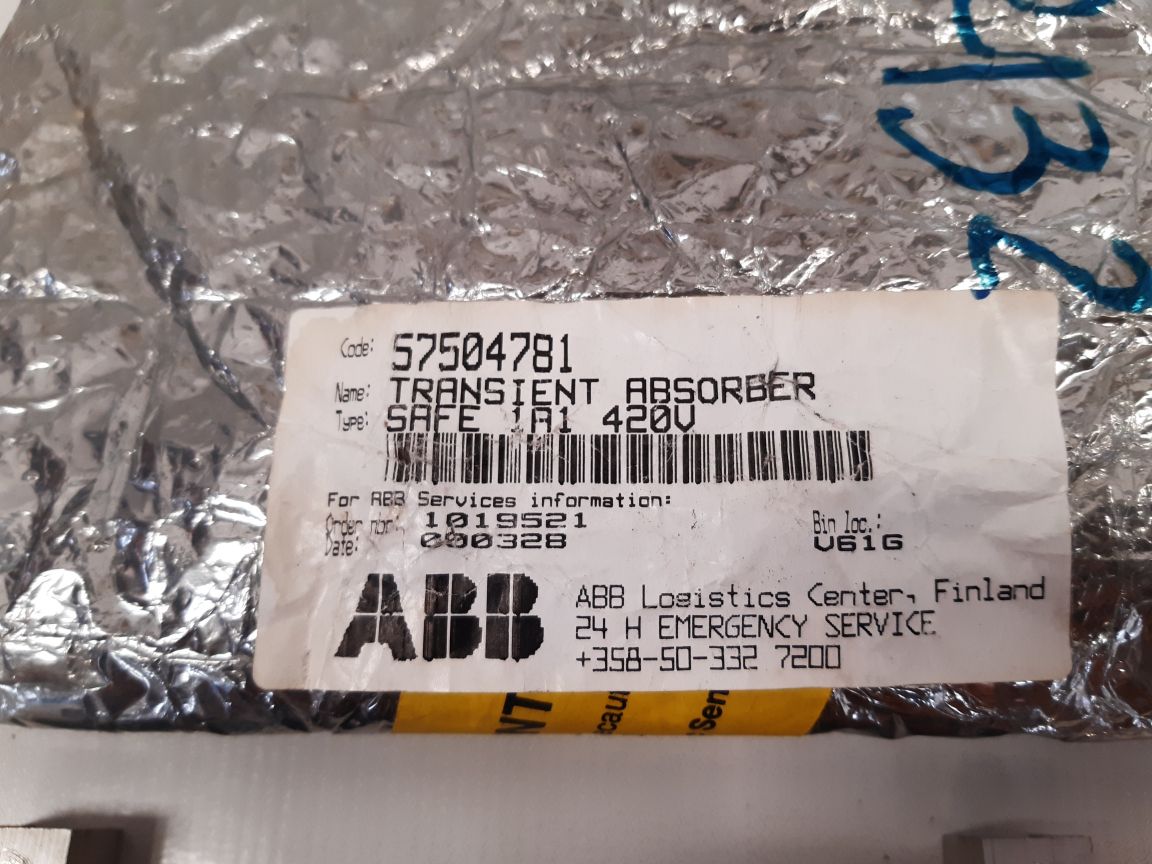 Code: 57504781
Name: TRANSIENT ABSORBER
Type: SAFE 1A1 420V
For ABB Services information:
Order nbr: 1019521
Date: 000328
Bin loc.:
V61G
ABB
ABB Logistics Center, Finland
24 H EMERGENCY SERVICE
+358-50-332 7200